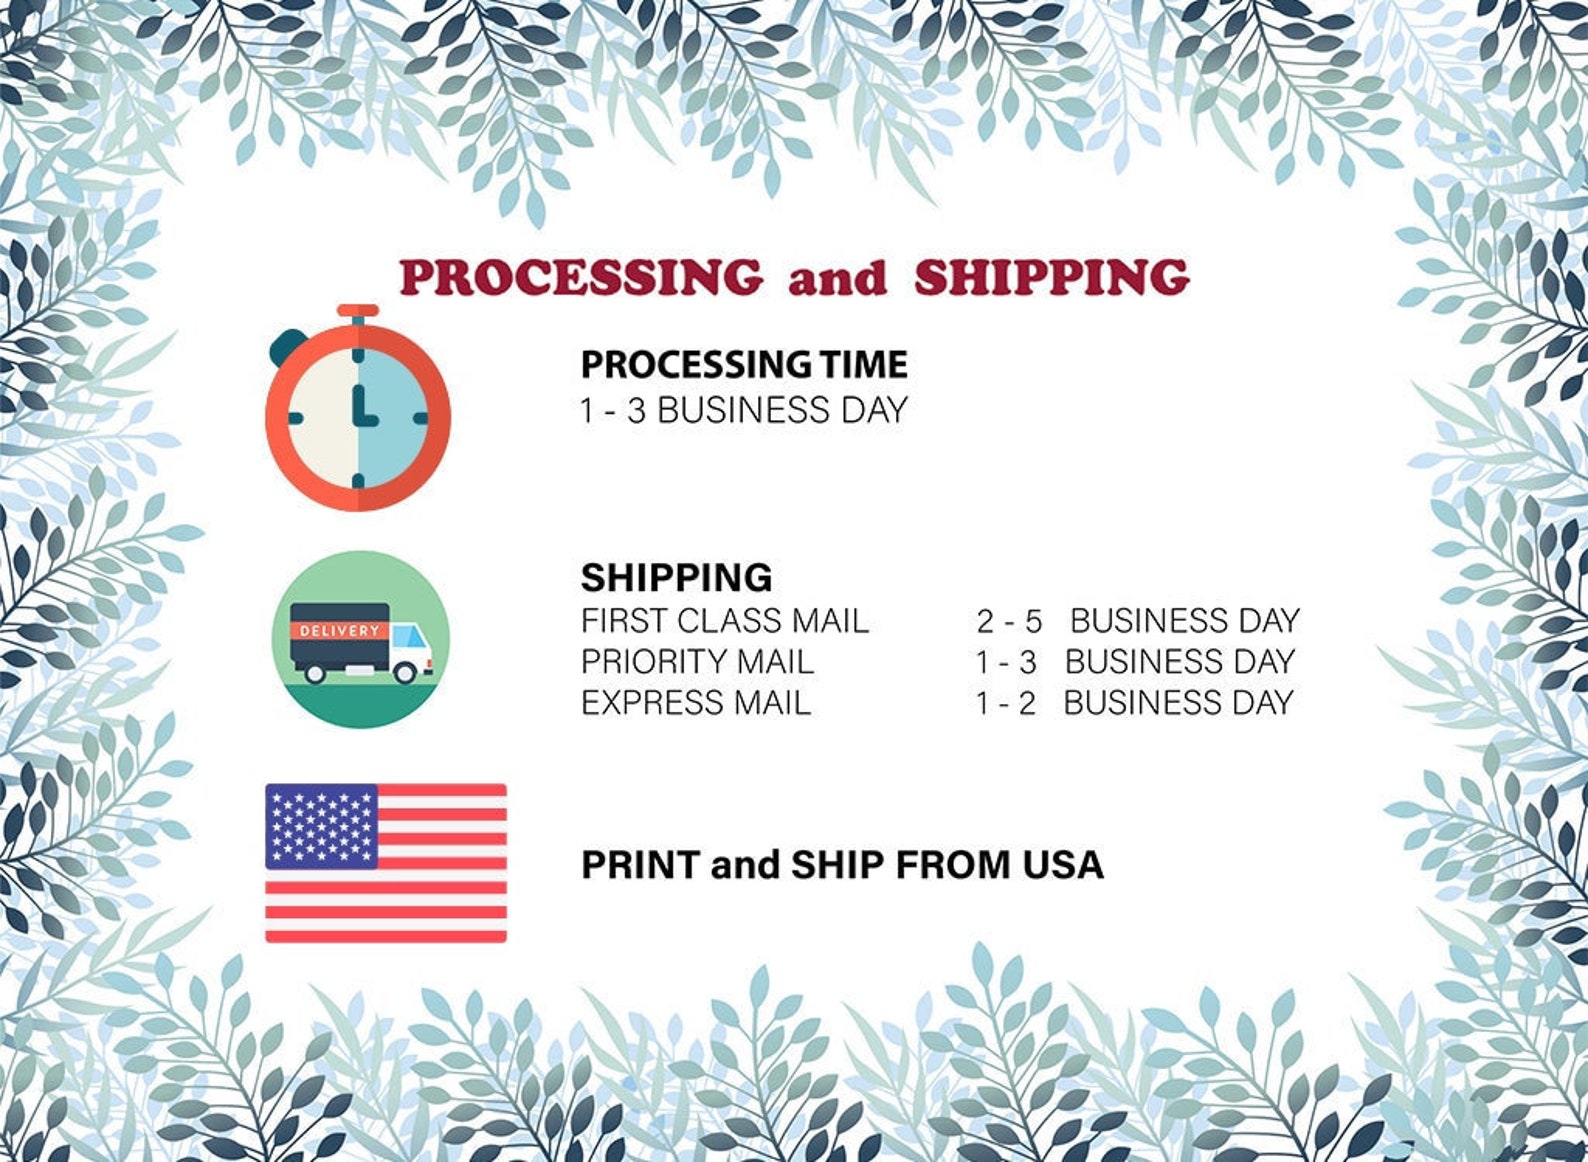 PROCESSING and SHIPPING
PROCESSING TIME
1 - 3 BUSINESS DAY
DELIVERY
SHIPPING
FIRST CLASS MAIL 2 - 5 BUSINESS DAY
PRIORITY MAIL 1 - 3 BUSINESS DAY
EXPRESS MAIL 1 - 2 BUSINESS DAY
PRINT and SHIP FROM USA